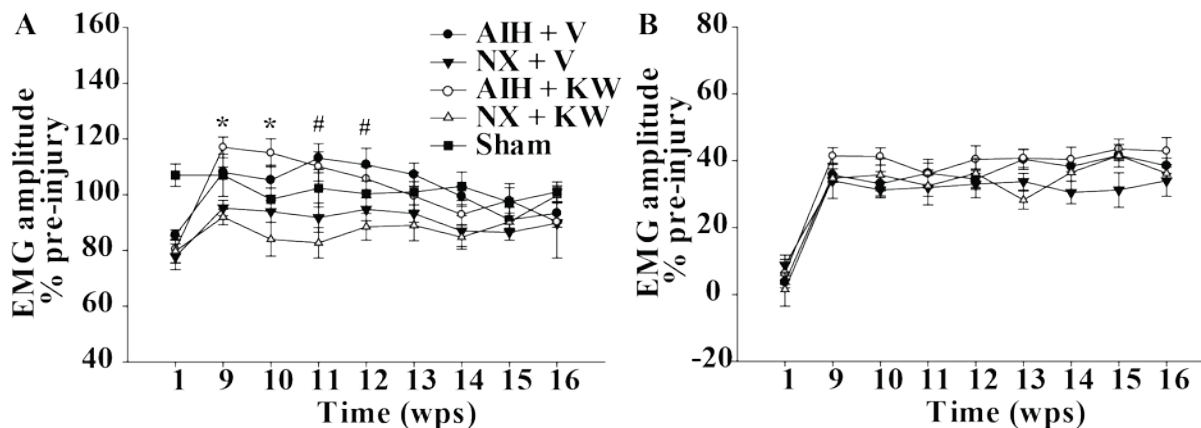 A
160
140
120
100
80
60
40
EMG amplitude
% pre-injury
* * # #
AIH + V
NX + V
AIH + KW
NX + KW
Sham
1 9 10 11 12 13 14 15 16
Time (wps)
B
80
60
40
20
0
-20
EMG amplitude
% pre-injury
1 9 10 11 12 13 14 15 16
Time (wps)